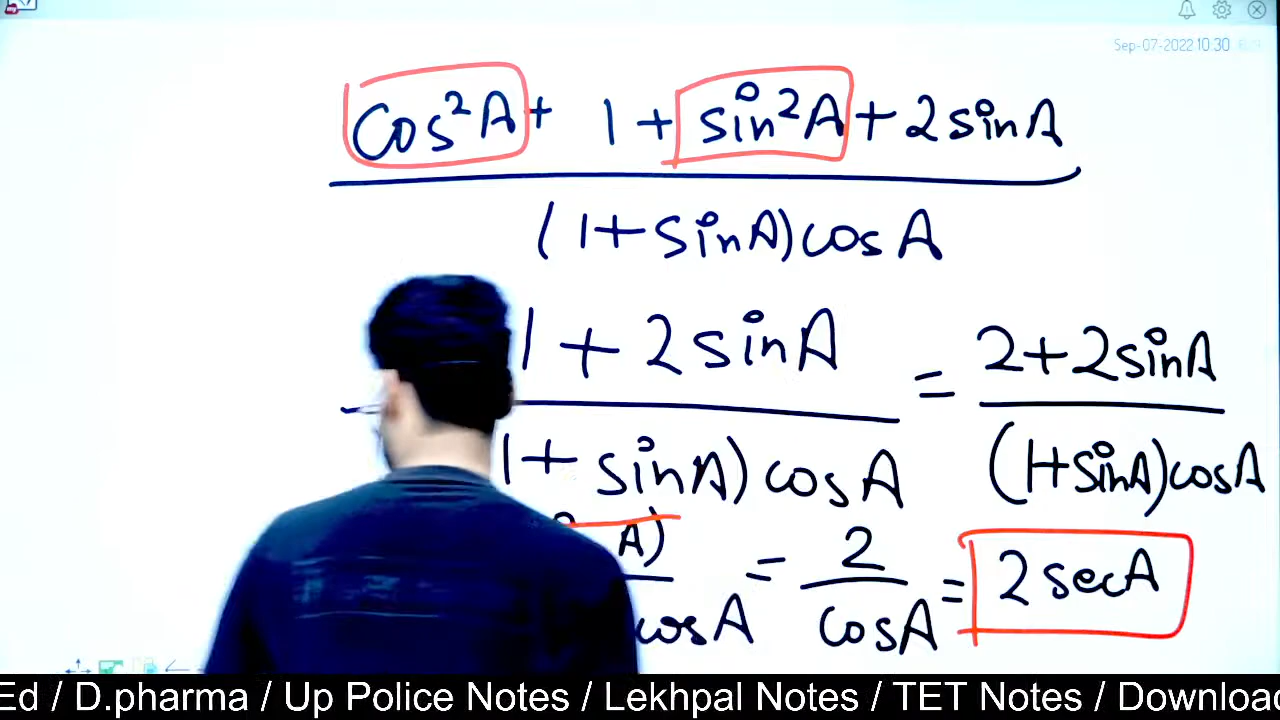 Sep-07-2022 10:30
cos²A + 1 + sin²A + 2sinA
(1+sinA)cosA
1 + 2sinA = 2+2sinA
1+ sinA) cosA (1+sinA)cosA
A) = 2 = 2secA
cosA cosA
Ed / D.pharma / Up Police Notes / Lekhpal Notes / TET Notes / Download